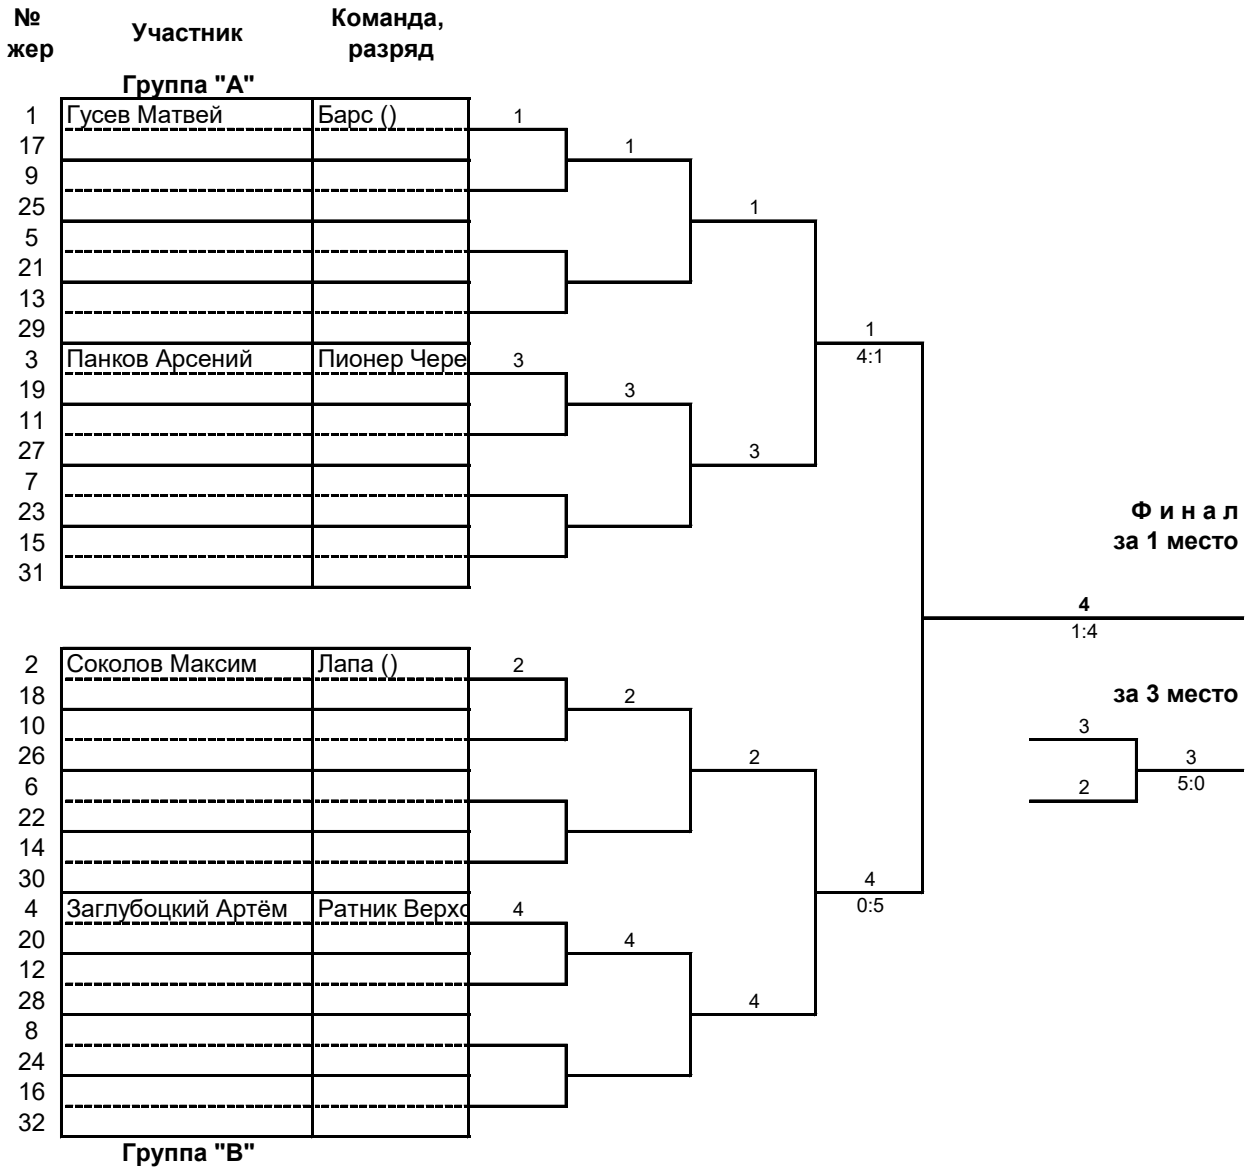 № жер Участник Команда, разряд
Группа "А"
1 Гусев Матвей Барс () 1
17 1
9
25 1
5
21
13
29 1
3 Панков Арсений Пионер Чере 3 4:1
19 3
11
27 3
7
23 Ф и н а л
15 за 1 место
31
4
1:4
2 Соколов Максим Лапа () 2
18 2 за 3 место
10 3
26 2 3
6 2 5:0
22
14
30 4
4 Заглубоцкий Артём Ратник Верхо 4 0:5
20 4
12
28 4
8
24
16
32
Группа "В"